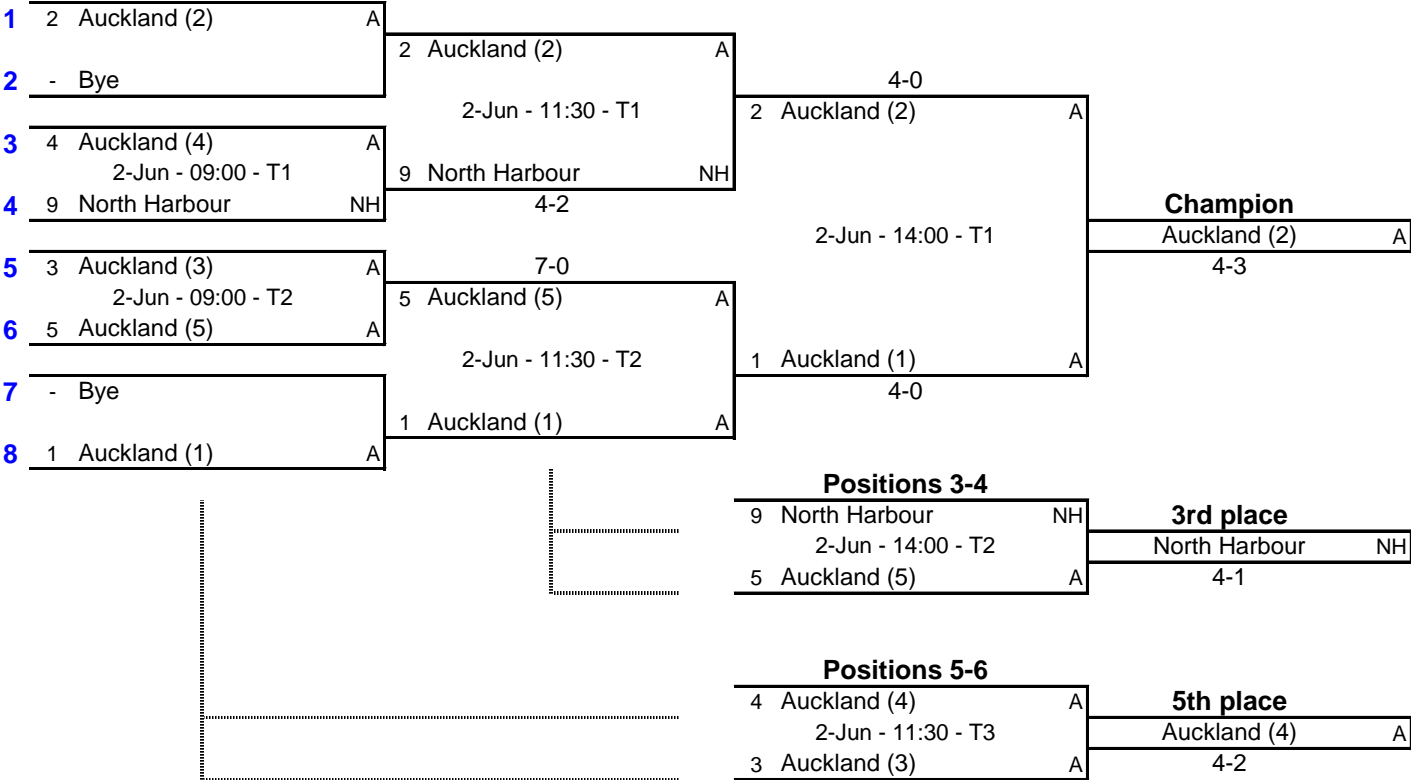 1 2 Auckland (2) A
2 Auckland (2) A
2 - Bye 4-0
2-Jun - 11:30 - T1 2 Auckland (2) A
3 4 Auckland (4) A
2-Jun - 09:00 - T1 9 North Harbour NH
4 9 North Harbour NH 4-2 Champion
2-Jun - 14:00 - T1 Auckland (2) A
5 3 Auckland (3) A 7-0 4-3
2-Jun - 09:00 - T2 5 Auckland (5) A
6 5 Auckland (5) A
2-Jun - 11:30 - T2 1 Auckland (1) A
7 - Bye 4-0
1 Auckland (1) A
8 1 Auckland (1) A
Positions 3-4
9 North Harbour NH 3rd place
2-Jun - 14:00 - T2 North Harbour NH
5 Auckland (5) A 4-1
Positions 5-6
4 Auckland (4) A 5th place
2-Jun - 11:30 - T3 Auckland (4) A
3 Auckland (3) A 4-2